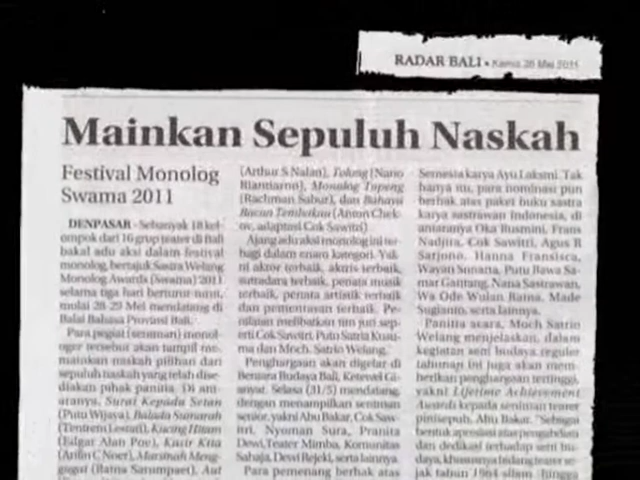 RADAR BALI • Kamis 26 Mei 2011
Mainkan Sepuluh Naskah
Festival Monolog
Swama 2011
DENPASAR - Sebanyak 18 kel-
ompok dari 16 grup teater di Bali
bakal adu aksi dalam festival
monolog, bertajuk Sastra Welang
Monolog Awards (Swama) 2011
selama tiga hari berturut-turut,
mulai 28-29 Mei mendatang di
Balai Bahasa Provinsi Bali.
Para pegiat (seniman) monol-
oger tersebut akan tampil me-
mainkan naskah pilihan dari
sepuluh naskah yang telah dise-
diakan pihak panitia. Di ant-
aranya, Surat Kepada Setan
(Putu Wijaya), Balada Sumarah
(Tentrem Lestari), Kucing Hitam
(Edgar Alan Poe), Kasir Kita
(Arifin C Noer), Marsinah Meng-
gugat (Ratna Sarumpaet), Aut
(Arthur S Nalan), Tolong (Nano
Riantiarno), Monolog Topeng
(Rachman Sabur), dan Bahaya
Racun Tembakau (Anton Chek-
ov, adaptasi Cok Sawitri)
Ajang adu aksi monolog ini ter-
bagi dalam enam kategori. Yak-
ni aktor terbaik, aktris terbaik,
sutradara terbaik, penata musik
terbaik, penata artistik terbaik
dan pementasan terbaik. Pe-
nilaian melibatkan tim juri sep-
erti Cok Sawitri, Putu Satria Kusu-
ma dan Moch. Satrio Welang.
Penghargaan akan digelar di
Bentara Budaya Bali, Ketewel Gi-
anyar, Selasa (31/5) mendatang,
dengan menampilkan seniman
senior, yakni Abu Bakar, Cok Saw-
itri, Nyoman Sura, Pranita
Dewi, Teater Mimba, Komunitas
Sahaja, Dewi Rejeki, serta lainnya.
Para pemenang berhak atas
Semesta karya Ayu Laksmi. Tak
hanya itu, para nominasi pun
berhak atas paket buku sastra
karya sastrawan Indonesia, di
antaranya Oka Rusmini, Frans
Nadjira, Cok Sawitri, Agus R
Sarjono, Hanna Fransisca,
Wayan Sunarta, Putu Bawa Sa-
mar Gantang, Nana Sastrawan,
Wa Ode Wulan Ratna, Made
Sugianto, serta lainnya.
Panitia acara, Moch Satrio
Welang menjelaskan, dalam
kegiatan seni budaya reguler
tahunan ini juga akan mem-
berikan penghargaan tertinggi,
yakni Lifetime Achievement
Awards kepada seniman teater
pinisepuh, Abu Bakar. "Sebagai
bentuk apresiasi atas pengabdian
dan dedikasi terhadap seni bu-
daya, khususnya bidang teater se-
jak tahun 1964 silam hingga